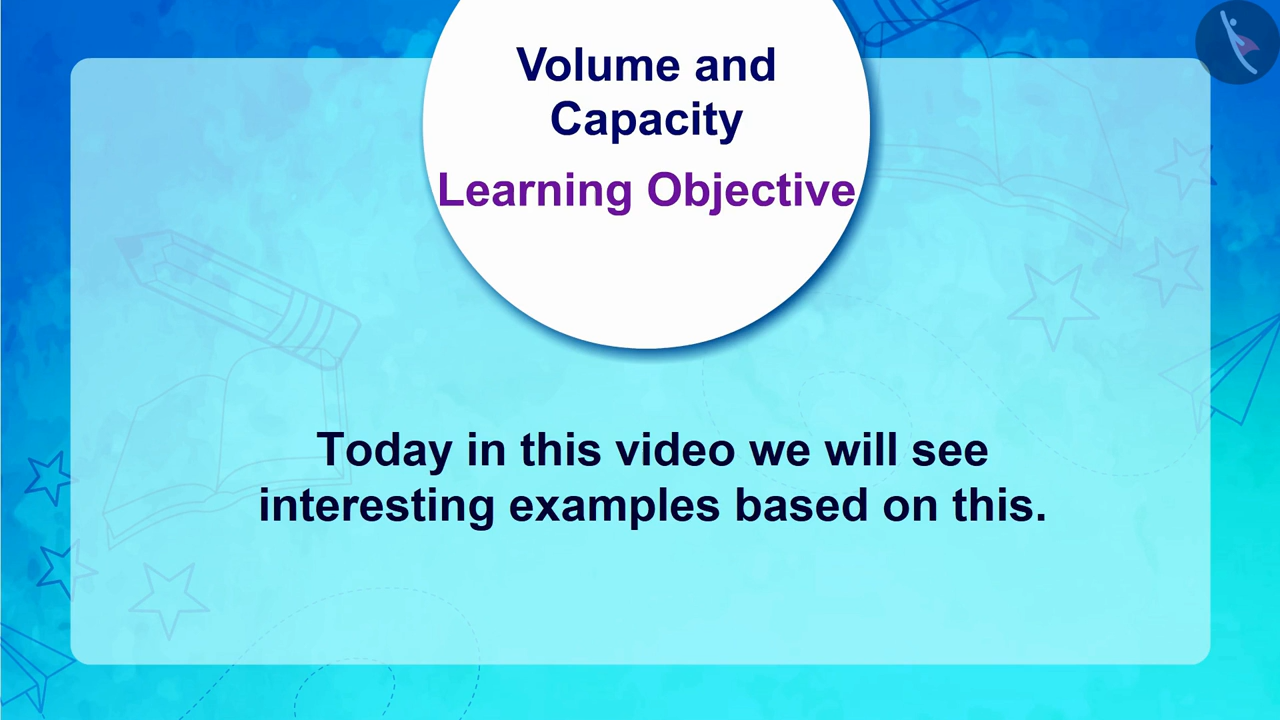 Volume and
Capacity
Learning Objective
Today in this video we will see
interesting examples based on this.